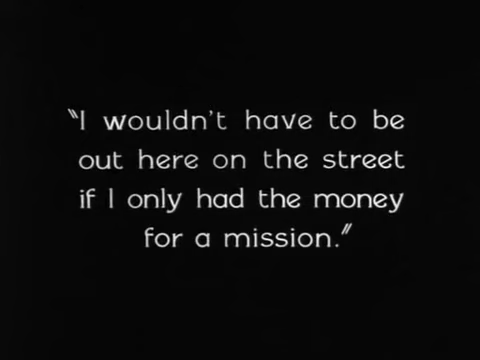 "I wouldn't have to be
out here on the street
if I only had the money
for a mission."